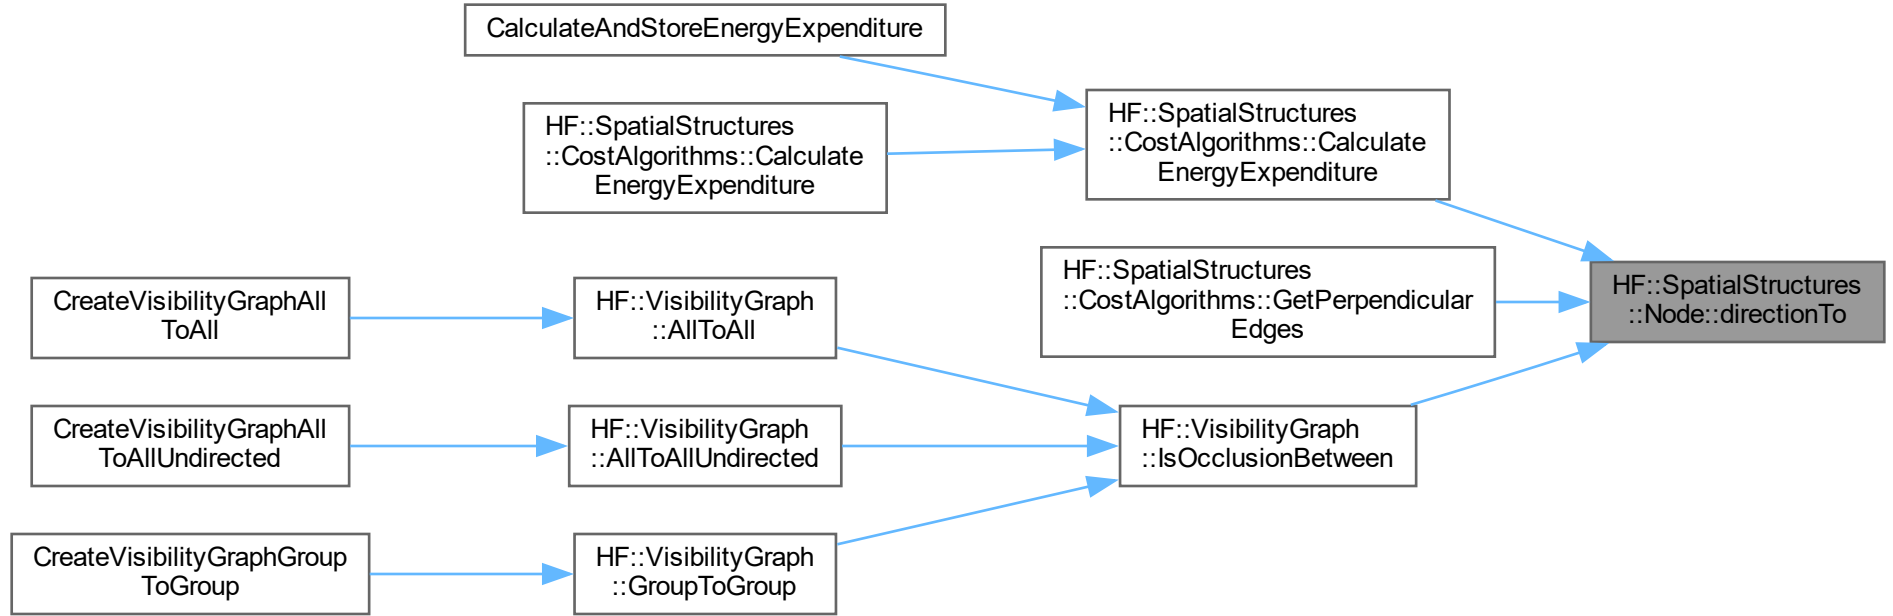 CalculateAndStoreEnergyExpenditure
HF::SpatialStructures
::CostAlgorithms::Calculate
EnergyExpenditure
HF::SpatialStructures
::CostAlgorithms::Calculate
EnergyExpenditure
HF::SpatialStructures
::CostAlgorithms::GetPerpendicular
Edges
HF::SpatialStructures
::Node::directionTo
CreateVisibilityGraphAll
ToAll
HF::VisibilityGraph
::AllToAll
CreateVisibilityGraphAll
ToAllUndirected
HF::VisibilityGraph
::AllToAllUndirected
HF::VisibilityGraph
::IsOcclusionBetween
CreateVisibilityGraphGroup
ToGroup
HF::VisibilityGraph
::GroupToGroup